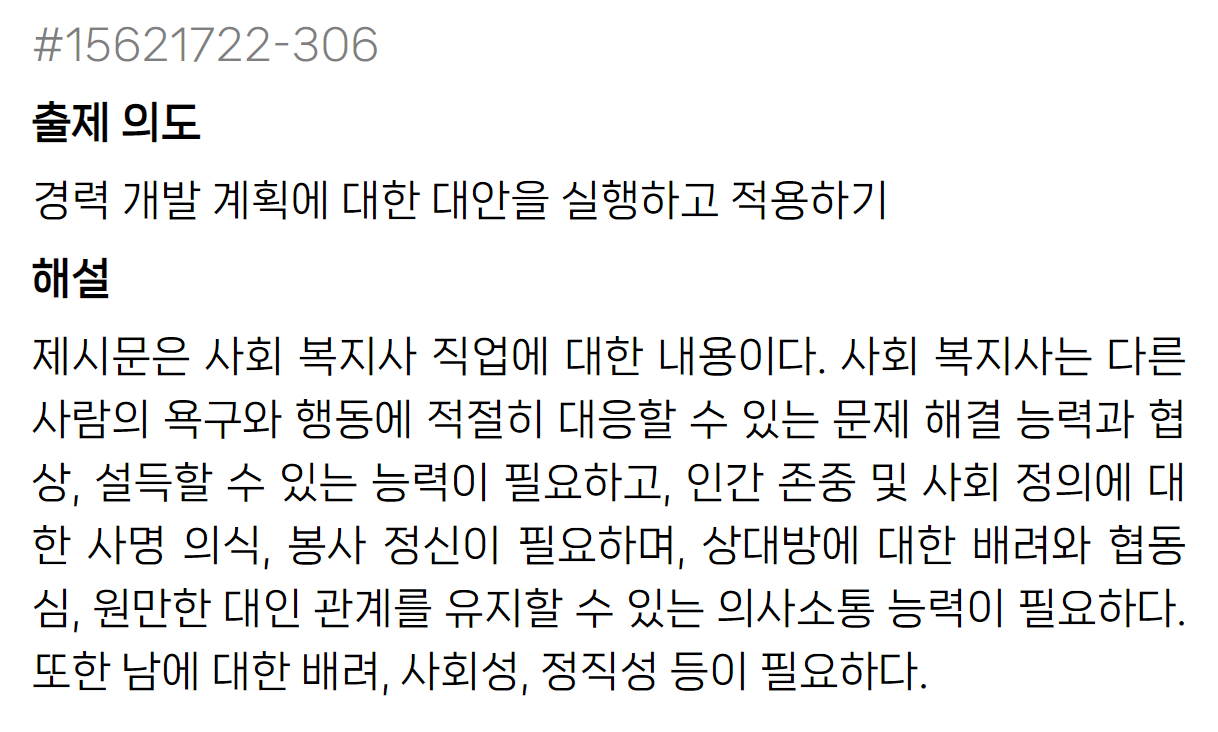 #15621722-306
출제 의도
경력 개발 계획에 대한 대안을 실행하고 적용하기
해설
제시문은 사회 복지사 직업에 대한 내용이다. 사회 복지사는 다른
사람의 욕구와 행동에 적절히 대응할 수 있는 문제 해결 능력과 협
상, 설득할 수 있는 능력이 필요하고, 인간 존중 및 사회 정의에 대
한 사명 의식, 봉사 정신이 필요하며, 상대방에 대한 배려와 협동
심, 원만한 대인 관계를 유지할 수 있는 의사소통 능력이 필요하다.
또한 남에 대한 배려, 사회성, 정직성 등이 필요하다.